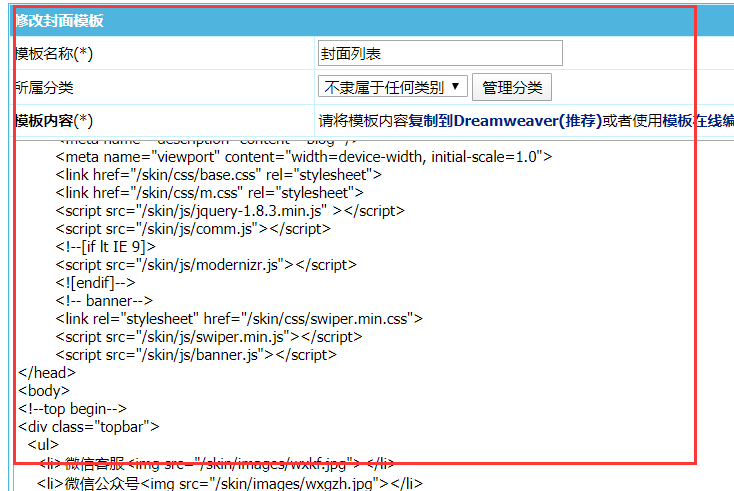 修改封面模板
模板名称(*) 封面列表
所属分类 不隶属于任何类别 管理分类
模板内容(*) 请将模板内容复制到Dreamweaver(推荐)或者使用模板在线编
<meta name="description" content="blog" />
<meta name="viewport" content="width=device-width, initial-scale=1.0">
<link href="/skin/css/base.css" rel="stylesheet">
<link href="/skin/css/m.css" rel="stylesheet">
<script src="/skin/js/jquery-1.8.3.min.js" ></script>
<script src="/skin/js/comm.js"></script>
<!--[if lt IE 9]>
<script src="/skin/js/modernizr.js"></script>
<![endif]-->
<!-- banner-->
<link rel="stylesheet" href="/skin/css/swiper.min.css">
<script src="/skin/js/swiper.min.js"></script>
<script src="/skin/js/banner.js"></script>
</head>
<body>
<!--top begin-->
<div class="topbar">
<ul>
<li>微信客服<img src="/skin/images/wxkf.jpg"></li>
<li>微信公众号<img src="/skin/images/wxgzh.jpg"></li>